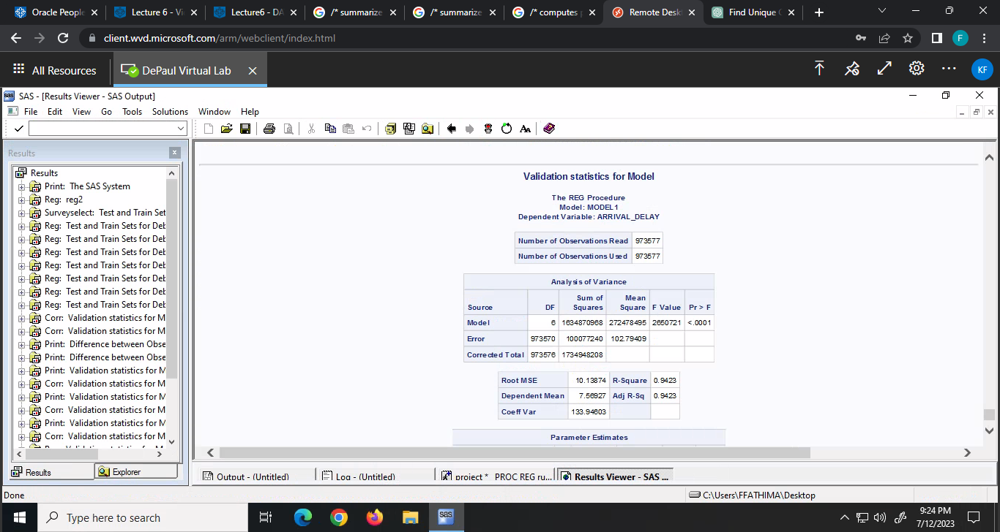 Oracle People
Lecture 6 - Vi
Lecture6 - DA
/* summarize
/* summarize
/* computes p
Remote Desk
Find Unique C
client.wvd.microsoft.com/arm/webclient/index.html
F
All Resources
DePaul Virtual Lab
KF
SAS - [Results Viewer - SAS Output]
File Edit View Go Tools Solutions Window Help
Results
Results
Print: The SAS System
Reg: reg2
Surveyselect: Test and Train Set
Reg: Test and Train Sets for Deb
Reg: Test and Train Sets for Deb
Reg: Test and Train Sets for Deb
Reg: Test and Train Sets for Deb
Reg: Test and Train Sets for Deb
Reg: Test and Train Sets for Deb
Reg: Test and Train Sets for Deb
Corr: Validation statistics for M
Corr: Validation statistics for M
Print: Difference between Obse
Print: Difference between Obse
Print: Validation statistics for M
Corr: Validation statistics for M
Print: Validation statistics for M
Corr: Validation statistics for M
Print: Validation statistics for M
Corr: Validation statistics for M
Results
Explorer
Validation statistics for Model
The REG Procedure
Model: MODEL1
Dependent Variable: ARRIVAL_DELAY
Number of Observations Read 973577
Number of Observations Used 973577
Analysis of Variance
Source DF Sum of Squares Mean Square F Value Pr > F
Model 6 1634870968 272478495 2650721 <.0001
Error 973570 100077240 102.79409
Corrected Total 973576 1734948208
Root MSE 10.13874 R-Square 0.9423
Dependent Mean 7.56927 Adj R-Sq 0.9423
Coeff Var 133.94603
Parameter Estimates
Output - (Untitled)
Log - (Untitled)
project * PROC REG ru...
Results Viewer - SAS ...
Done
C:\Users\FFATHIMA\Desktop
Type here to search
sas
9:24 PM
7/12/2023